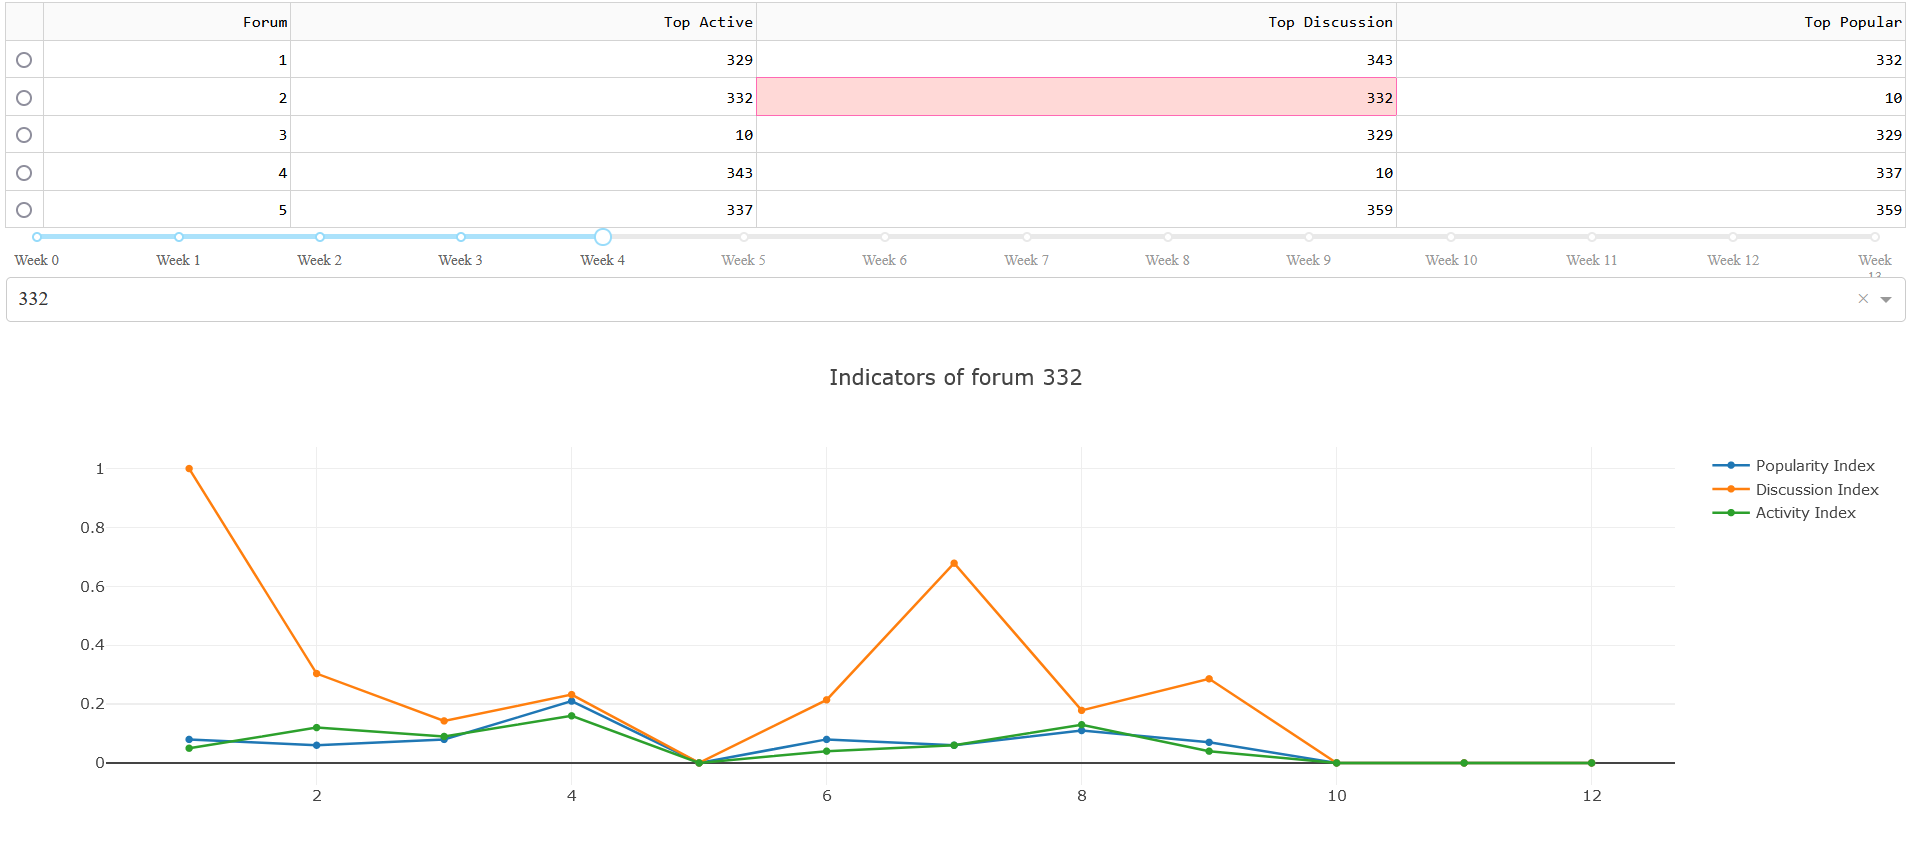 Forum Top Active Top Discussion Top Popular
1 329 343 332
2 332 332 10
3 10 329 329
4 343 10 337
5 337 359 359
Week 0 Week 1 Week 2 Week 3 Week 4 Week 5 Week 6 Week 7 Week 8 Week 9 Week 10 Week 11 Week 12 Week 13
332 ×
Indicators of forum 332
Popularity Index
Discussion Index
Activity Index
1
0.8
0.6
0.4
0.2
0
2 4 6 8 10 12